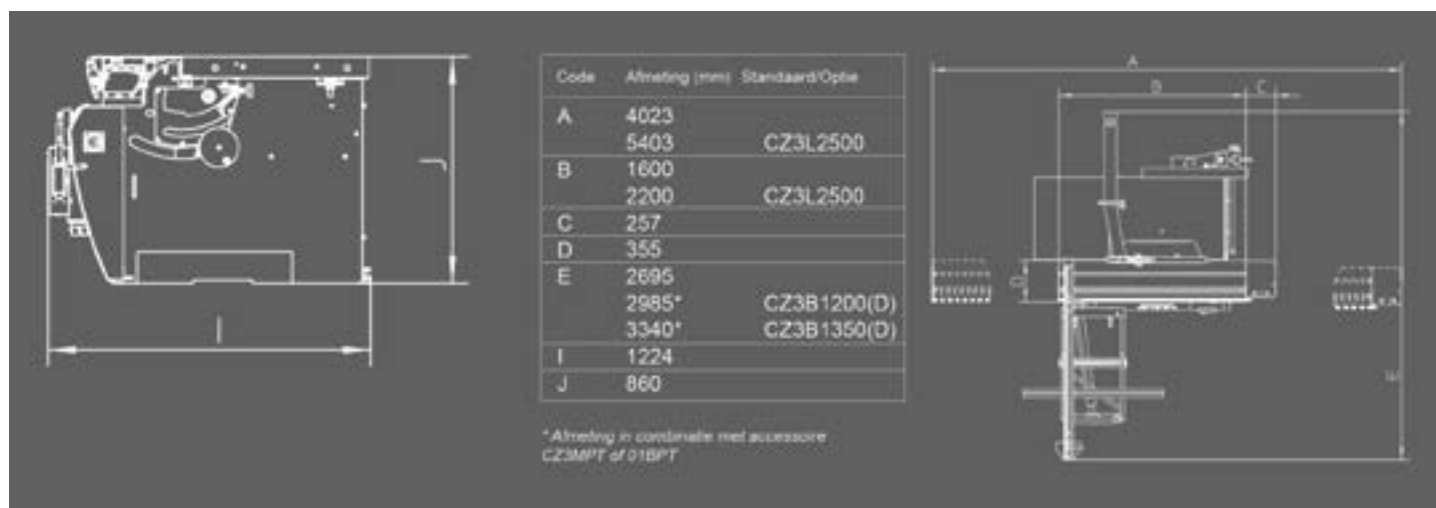 J
I
Code Afmeting (mm) Standaard/Optie
A 4023
5403 CZ3L2500
B 1600
2200 CZ3L2500
C 257
D 355
E 2695
2985* CZ3B1200(D)
3340* CZ3B1350(D)
I 1224
J 860
* Afmeting in combinatie met accessoire
CZ3MPT of 01BPT
A
B C
D
E